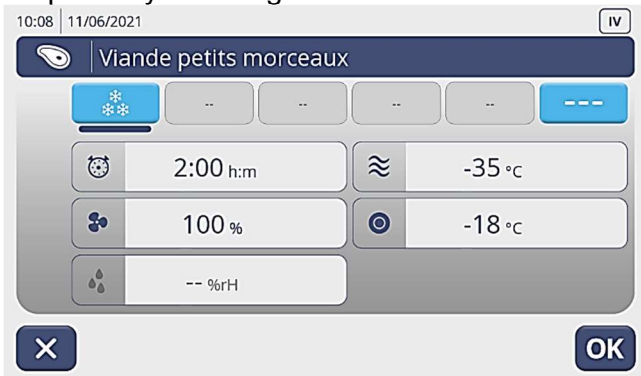 10:08 11/06/2021 IV
Viande petits morceaux
-- -- -- -- ---
2:00 h:m -35 °C
100 % -18 °C
-- %rH
OK